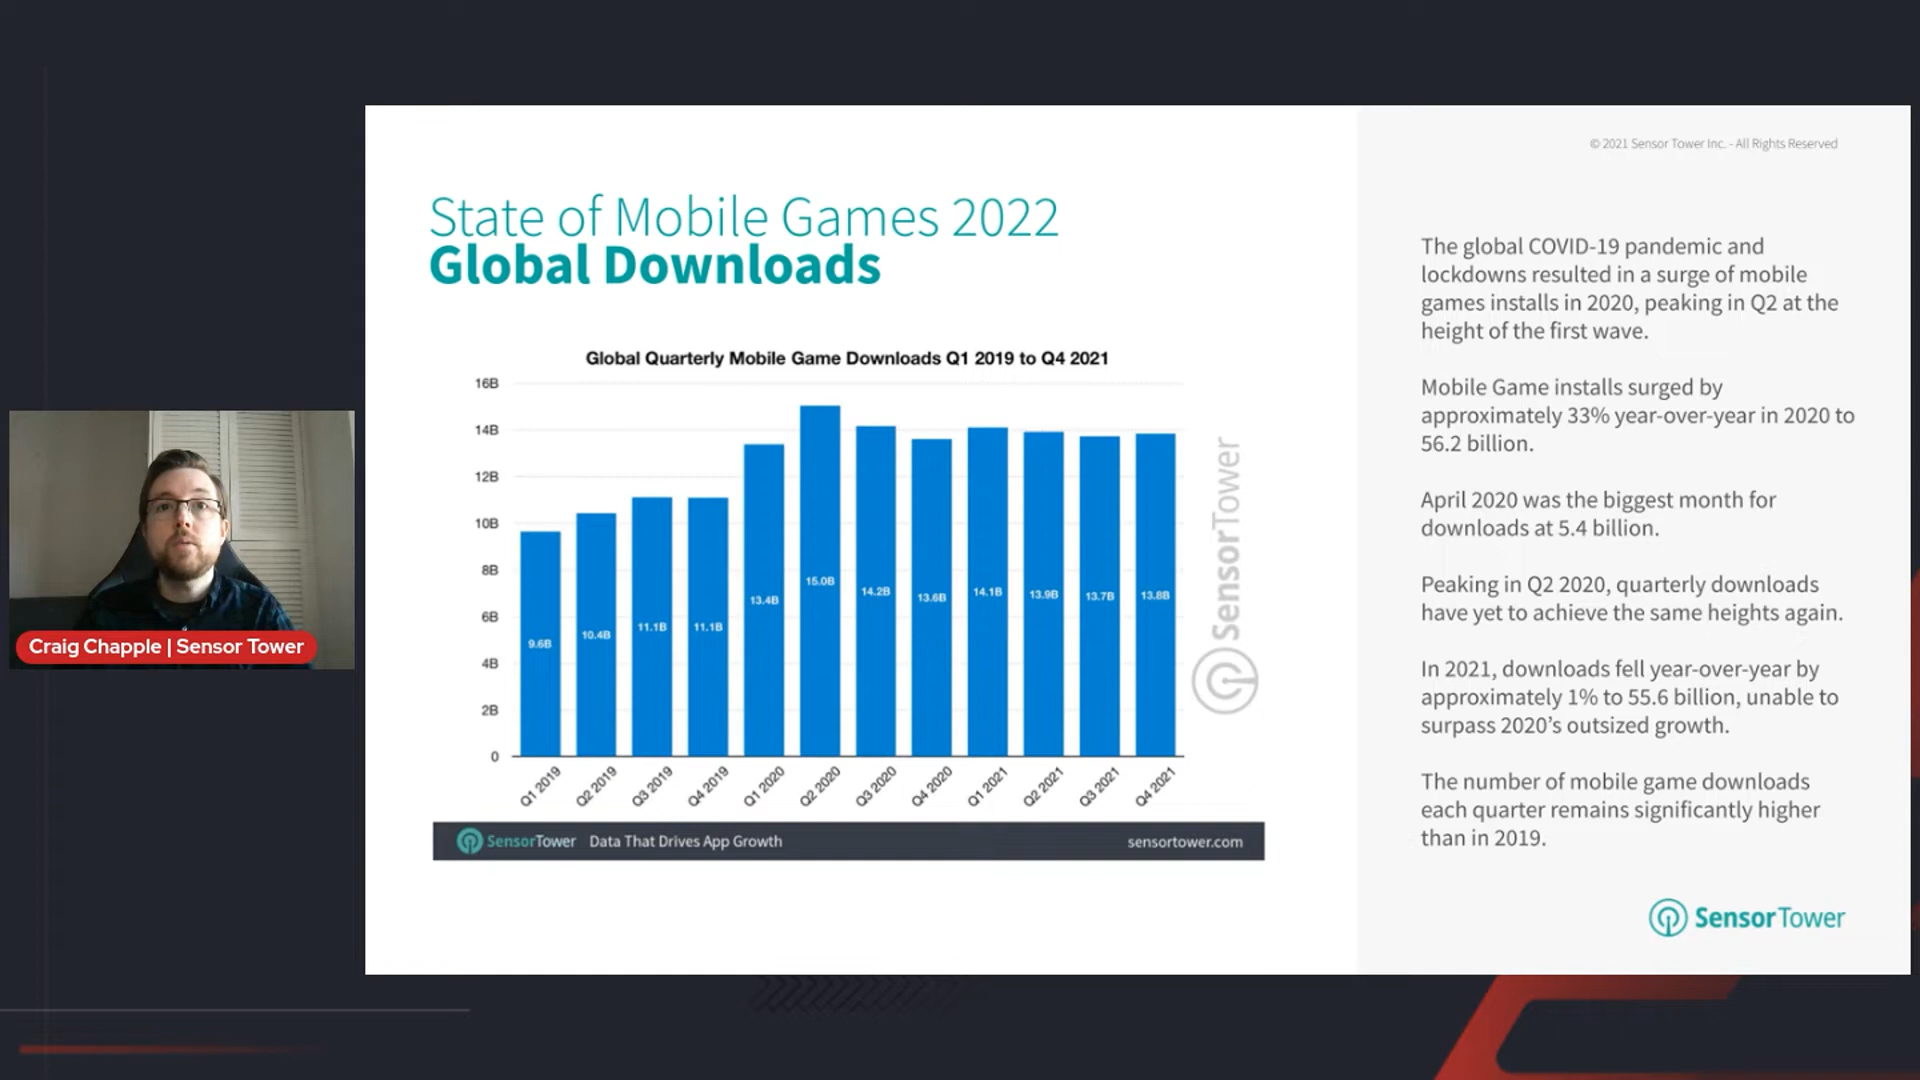 © 2021 Sensor Tower Inc. - All Rights Reserved
State of Mobile Games 2022
Global Downloads
Global Quarterly Mobile Game Downloads Q1 2019 to Q4 2021
16B
14B
12B
10B
8B
6B
4B
2B
0
9.6B
10.4B
11.1B
11.1B
13.4B
15.0B
14.2B
13.6B
14.1B
13.9B
13.7B
13.8B
Q1 2019
Q2 2019
Q3 2019
Q4 2019
Q1 2020
Q2 2020
Q3 2020
Q4 2020
Q1 2021
Q2 2021
Q3 2021
Q4 2021
SensorTower
SensorTower Data That Drives App Growth
sensortower.com
The global COVID-19 pandemic and
lockdowns resulted in a surge of mobile
games installs in 2020, peaking in Q2 at the
height of the first wave.
Mobile Game installs surged by
approximately 33% year-over-year in 2020 to
56.2 billion.
April 2020 was the biggest month for
downloads at 5.4 billion.
Peaking in Q2 2020, quarterly downloads
have yet to achieve the same heights again.
In 2021, downloads fell year-over-year by
approximately 1% to 55.6 billion, unable to
surpass 2020’s outsized growth.
The number of mobile game downloads
each quarter remains significantly higher
than in 2019.
SensorTower
Craig Chapple | Sensor Tower